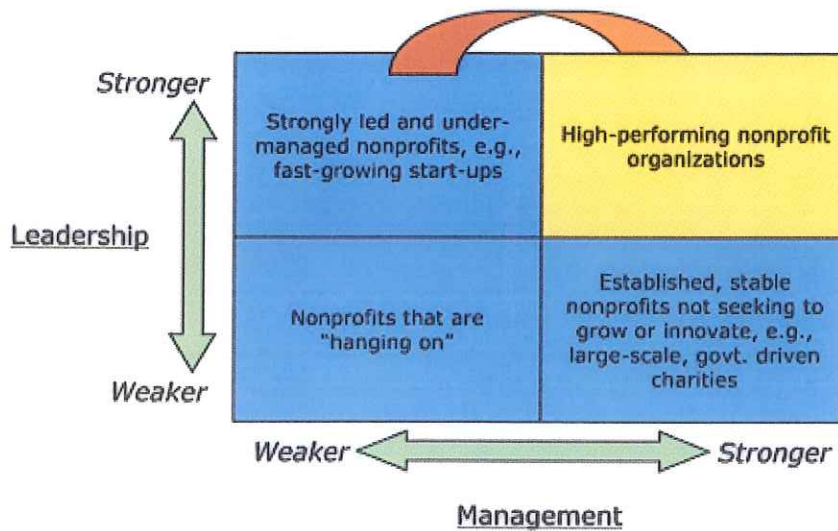 Stronger
Strongly led and under-
managed nonprofits, e.g.,
fast-growing start-ups
High-performing nonprofit
organizations
Leadership
Nonprofits that are
"hanging on"
Established, stable
nonprofits not seeking to
grow or innovate, e.g.,
large-scale, govt. driven
charities
Weaker
Weaker
Stronger
Management